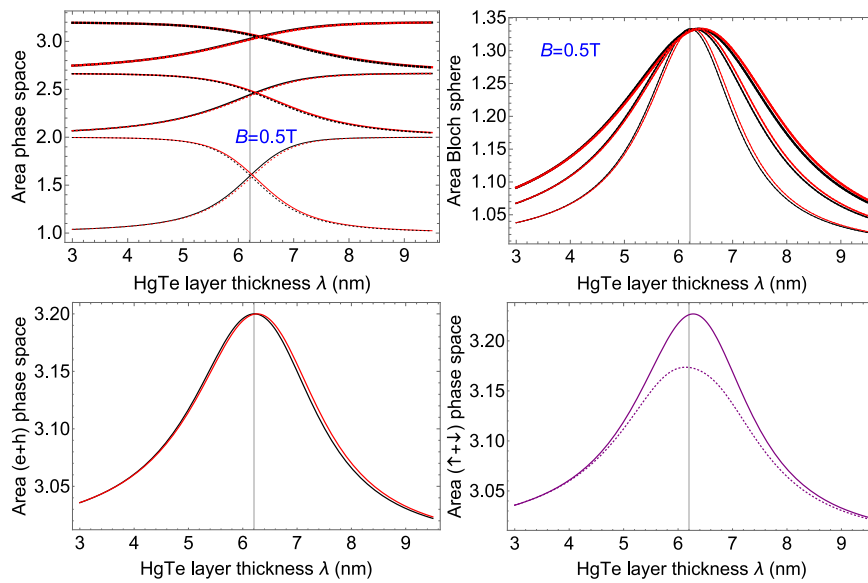 Area phase space
3.0
2.5
2.0
1.5
1.0
B=0.5T
3 4 5 6 7 8 9
HgTe layer thickness λ (nm)
Area Bloch sphere
1.35
1.30
1.25
1.20
1.15
1.10
1.05
B=0.5T
3 4 5 6 7 8 9
HgTe layer thickness λ (nm)
Area (e+h) phase space
3.20
3.15
3.10
3.05
3 4 5 6 7 8 9
HgTe layer thickness λ (nm)
Area (↑+↓) phase space
3.20
3.15
3.10
3.05
3 4 5 6 7 8 9
HgTe layer thickness λ (nm)